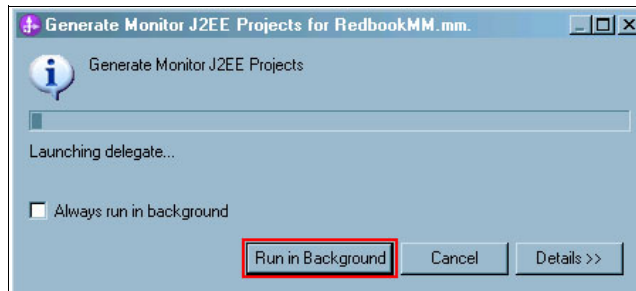 Generate Monitor J2EE Projects for RedbookMM.mm.
Generate Monitor J2EE Projects
Launching delegate...
Always run in background
Run in Background Cancel Details >>